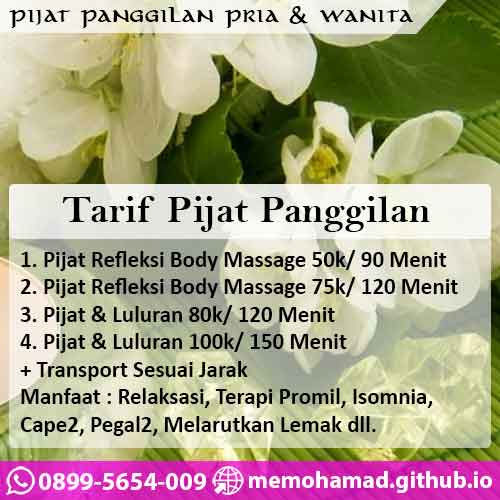 Pijat Panggilan Pria & Wanita
Tarif Pijat Panggilan
1. Pijat Refleksi Body Massage 50k/ 90 Menit
2. Pijat Refleksi Body Massage 75k/ 120 Menit
3. Pijat & Luluran 80k/ 120 Menit
4. Pijat & Luluran 100k/ 150 Menit
+ Transport Sesuai Jarak
Manfaat : Relaksasi, Terapi Promil, Isomnia,
Cape2, Pegal2, Melarutkan Lemak dll.
0899-5654-009 memohamad.github.io